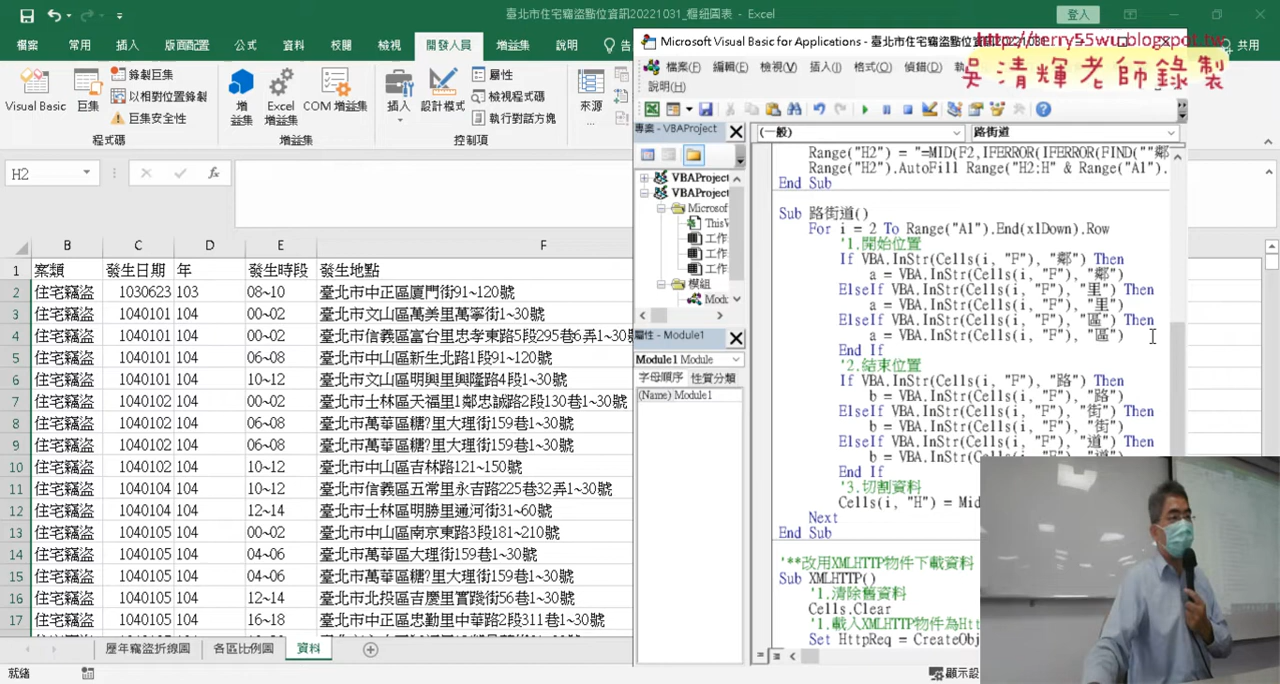 臺北市住宅竊盜點位資訊20221031_樞紐圖表 - Excel
登入
檔案 常用 插入 版面配置 公式 資料 校閱 檢視 開發人員 增益集 說明 告
共用
http://terry55wu.blogspot.tw
吳清輝老師錄製
Visual Basic 巨集
錄製巨集
以相對位置錄製
巨集安全性
程式碼
增益集
Excel 增益集
COM 增益集
增益集
插入 設計模式
屬性
檢視程式碼
執行對話方塊
控制項
來源
H2
fx
B C D E F
1 案類 發生日期 年 發生時段 發生地點
2 住宅竊盜 1030623 103 08~10 臺北市中正區廈門街91~120號
3 住宅竊盜 1040101 104 00~02 臺北市文山區萬美里萬寧街1~30號
4 住宅竊盜 1040101 104 00~02 臺北市信義區富台里忠孝東路5段295巷6弄1~30
5 住宅竊盜 1040101 104 06~08 臺北市中山區新生北路1段91~120號
6 住宅竊盜 1040101 104 10~12 臺北市文山區明興里興隆路4段1~30號
7 住宅竊盜 1040101 104 00~02 臺北市士林區天福里1鄰忠誠路2段130巷1~30號
8 住宅竊盜 1040102 104 06~08 臺北市萬華區糖?里大理街159巷1~30號
9 住宅竊盜 1040102 104 06~08 臺北市萬華區糖?里大理街159巷1~30號
10 住宅竊盜 1040102 104 10~12 臺北市中山區吉林路121~150號
11 住宅竊盜 1040104 104 10~12 臺北市信義區五常里永吉路225巷32弄1~30號
12 住宅竊盜 1040104 104 12~14 臺北市士林區明勝里通河街31~60號
13 住宅竊盜 1040105 104 00~02 臺北市中山區南京東路3段181~210號
14 住宅竊盜 1040105 104 04~06 臺北市萬華區大理街159巷1~30號
15 住宅竊盜 1040105 104 04~06 臺北市萬華區糖?里大理街159巷1~30號
16 住宅竊盜 1040105 104 12~14 臺北市北投區吉慶里實踐街56巷1~30號
17 住宅竊盜 1040105 104 16~18 臺北市中山區忠勤里中華路2段311巷1~30號
歷年竊盜折線圖 各區比例圖 資料
就緒
顯示設
Microsoft Visual Basic for Applications - 臺北市住宅竊盜點位資訊20221031
檔案(F) 編輯(E) 檢視(V) 插入(I) 格式(O) 偵錯(D) 執
說明(H)
專案 - VBAProject
VBAProject
VBAProject
Microsof
ThisW
工作
工作
工作
模組
Modu
屬性 - Module1
Module1 Module
字母順序 性質分類
(Name) Module1
(一般) 路街道
Range("H2") = "=MID(F2,IFERROR(IFERROR(FIND(""鄰
Range("H2").AutoFill Range("H2:H" & Range("A1").
End Sub
Sub 路街道()
For i = 2 To Range("A1").End(xlDown).Row
'1.開始位置
If VBA.InStr(Cells(i, "F"), "鄰") Then
a = VBA.InStr(Cells(i, "F"), "鄰")
ElseIf VBA.InStr(Cells(i, "F"), "里") Then
a = VBA.InStr(Cells(i, "F"), "里")
ElseIf VBA.InStr(Cells(i, "F"), "區") Then
a = VBA.InStr(Cells(i, "F"), "區")
End If
'2.結束位置
If VBA.InStr(Cells(i, "F"), "路") Then
b = VBA.InStr(Cells(i, "F"), "路")
ElseIf VBA.InStr(Cells(i, "F"), "街") Then
b = VBA.InStr(Cells(i, "F"), "街")
ElseIf VBA.InStr(Cells(i, "F"), "道") Then
b = VBA.InStr(Cells(i, "F"), "道")
End If
'3.切割資料
Cells(i, "H") = Mid
Next
End Sub
'**改用XMLHTTP物件下載資料
Sub XMLHTTP()
'1.清除舊資料
Cells.Clear
'1.載入XMLHTTP物件為Htt
Set HttpReq = CreateObj